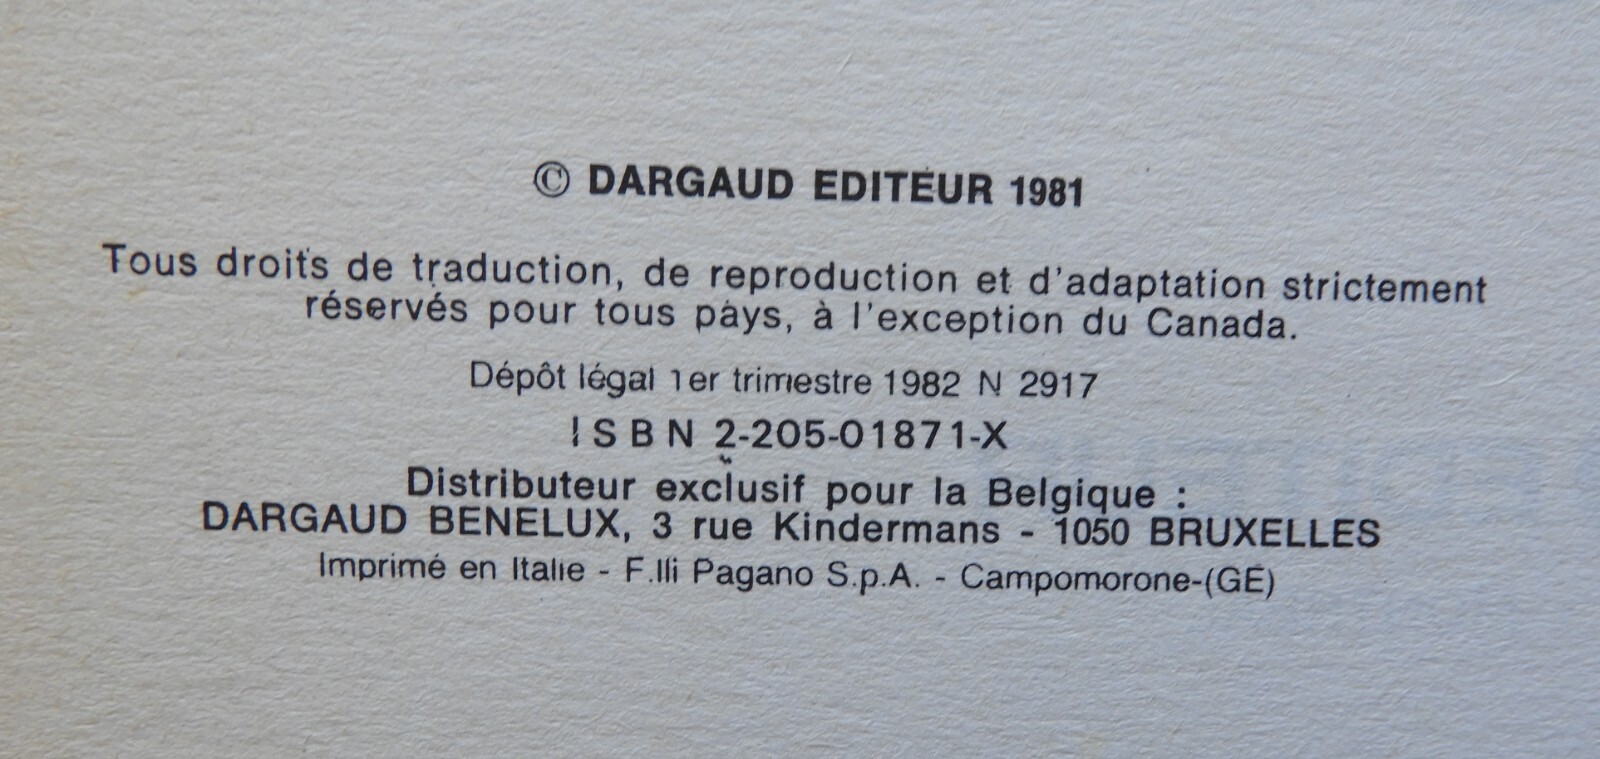 © DARGAUD EDITEUR 1981
Tous droits de traduction, de reproduction et d'adaptation strictement
réservés pour tous pays, à l'exception du Canada.
Dépôt légal 1er trimestre 1982 N 2917
ISBN 2-205-01871-X
Distributeur exclusif pour la Belgique :
DARGAUD BENELUX, 3 rue Kindermans - 1050 BRUXELLES
Imprimé en Italie - F.lli Pagano S.p.A. - Campomorone-(GE)